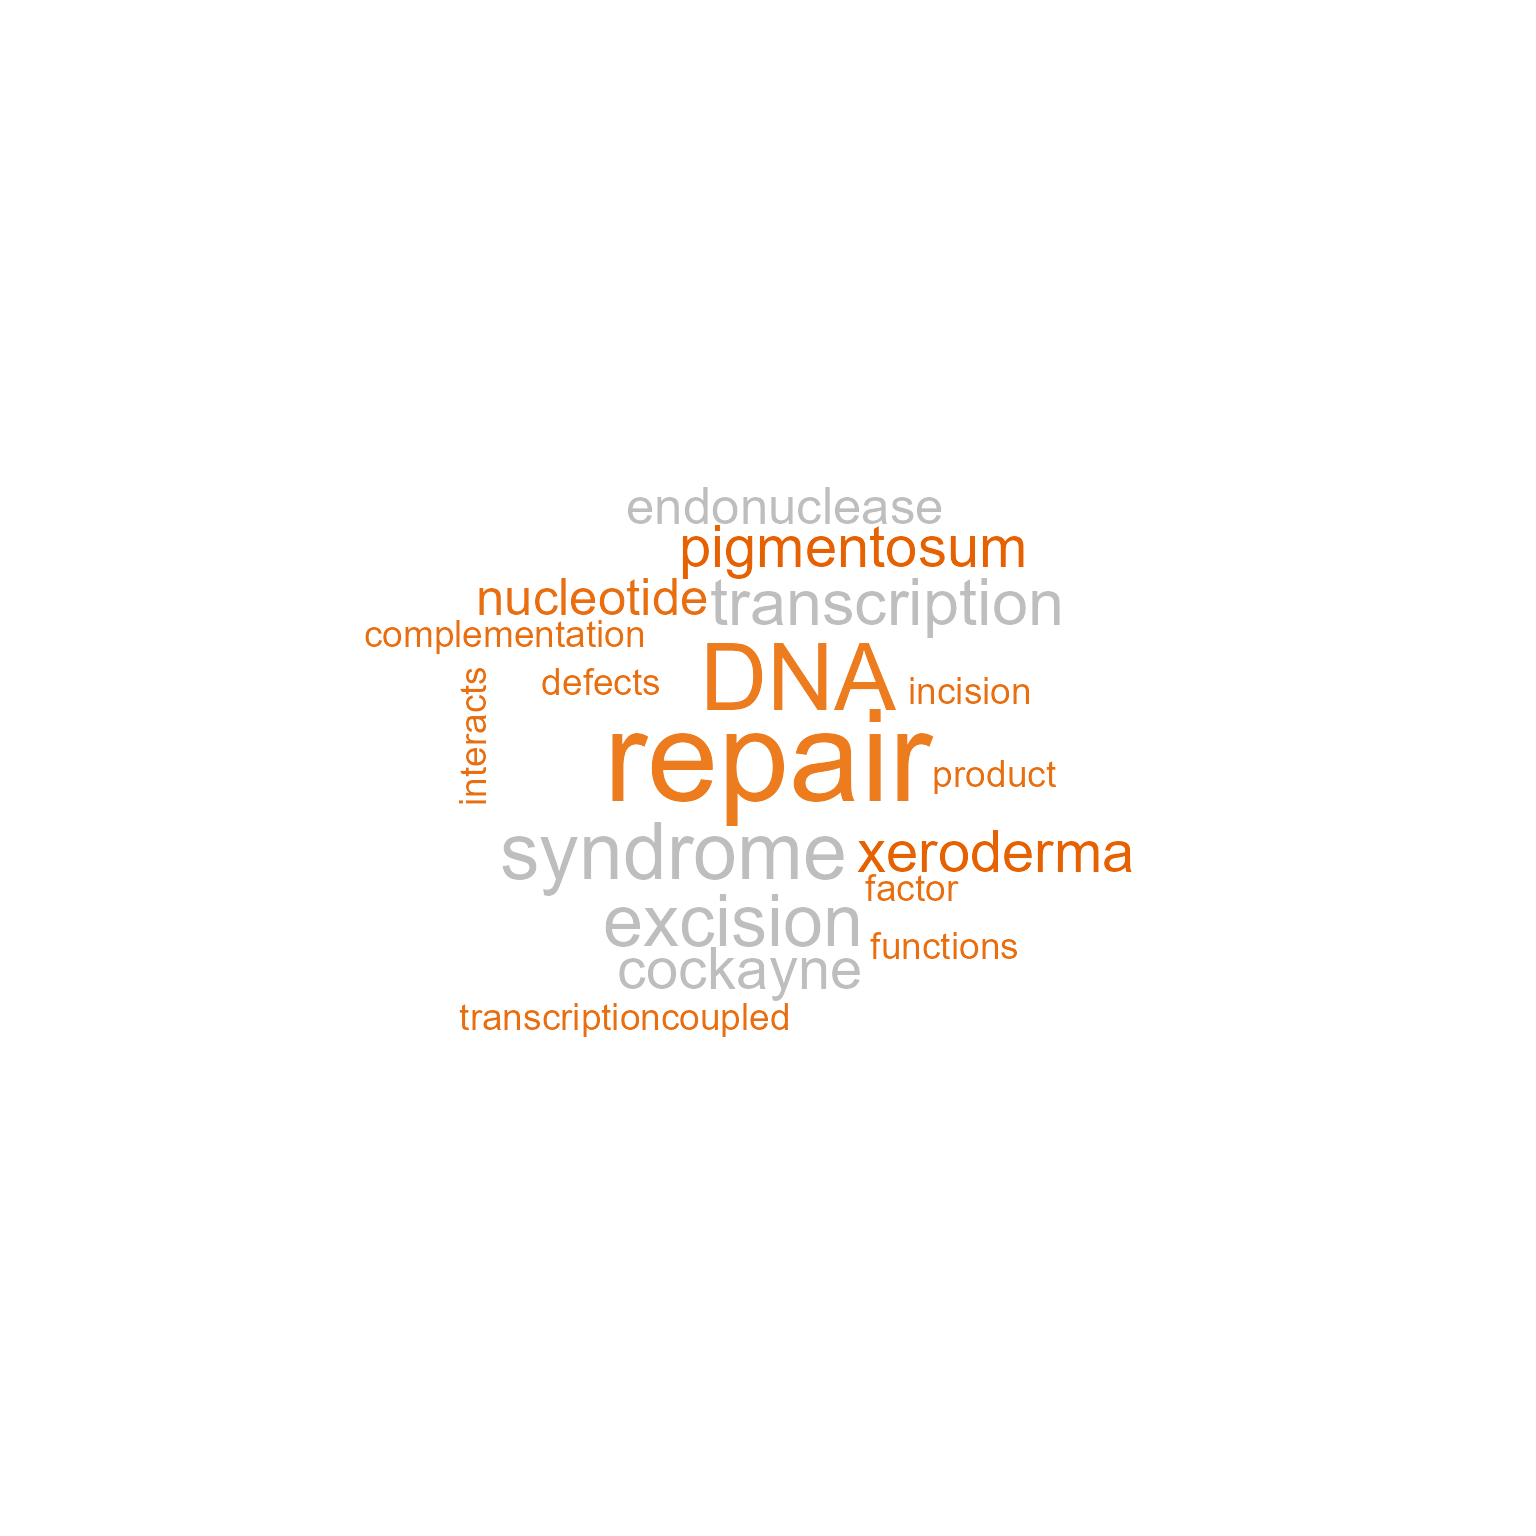 endonuclease
pigmentosum
nucleotide
transcription
complementation
defects
DNA
incision
interacts
repair
product
syndrome
xeroderma
factor
excision
functions
cockayne
transcriptioncoupled